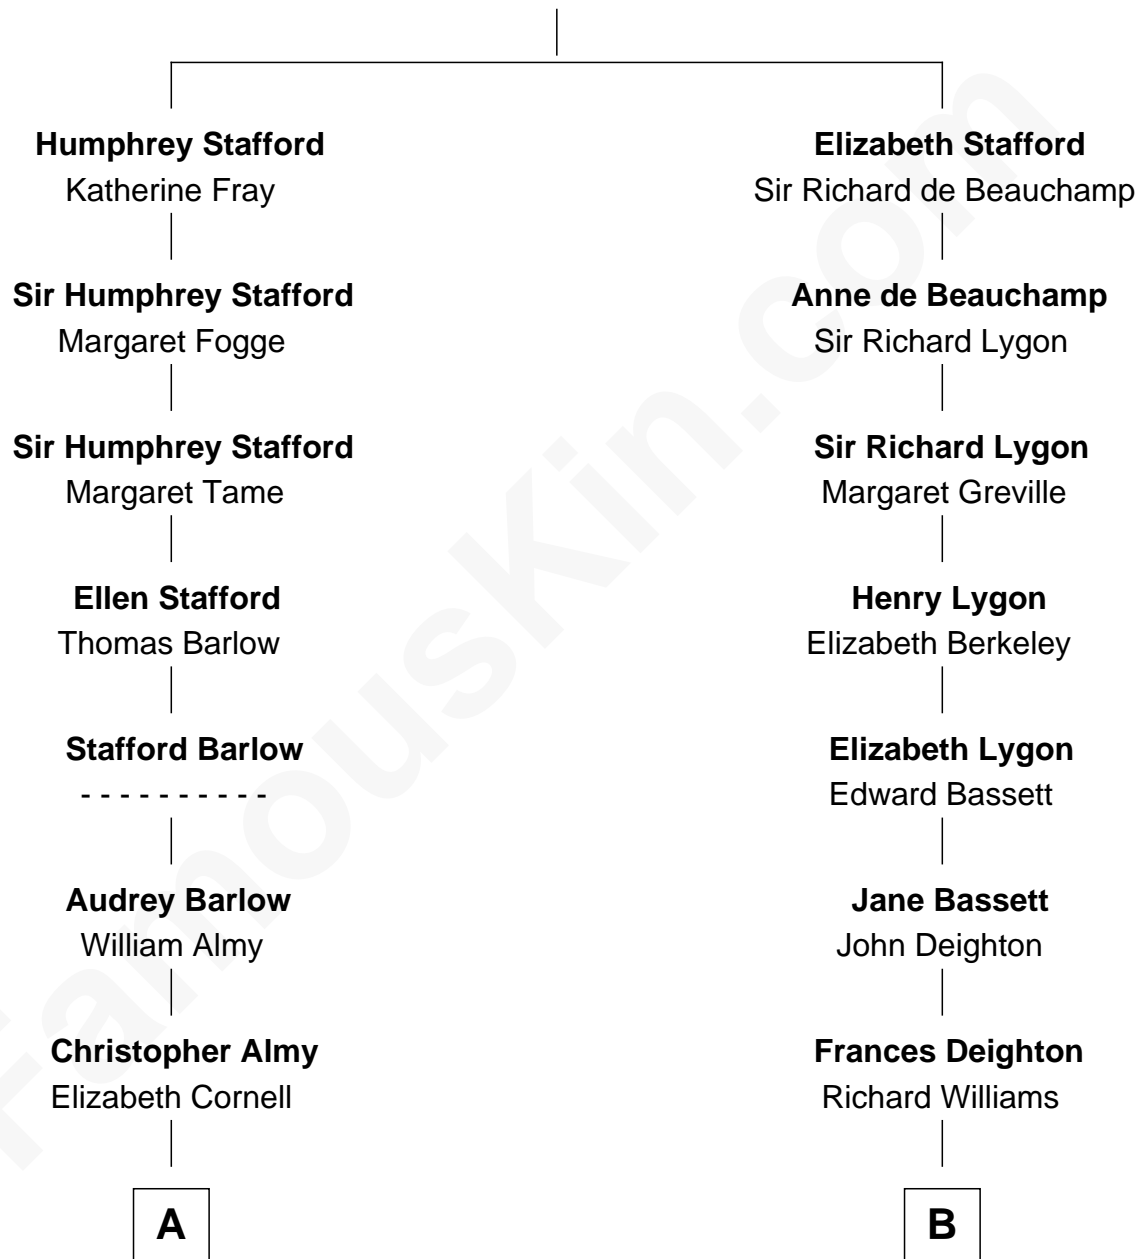 Humphrey Stafford
Katherine Fray
Sir Humphrey Stafford
Margaret Fogge
Sir Humphrey Stafford
Margaret Tame
Ellen Stafford
Thomas Barlow
Stafford Barlow
- - - - - - - - - -
Audrey Barlow
William Almy
Christopher Almy
Elizabeth Cornell
A
Elizabeth Stafford
Sir Richard de Beauchamp
Anne de Beauchamp
Sir Richard Lygon
Sir Richard Lygon
Margaret Greville
Henry Lygon
Elizabeth Berkeley
Elizabeth Lygon
Edward Bassett
Jane Bassett
John Deighton
Frances Deighton
Richard Williams
B
FamousKin.com